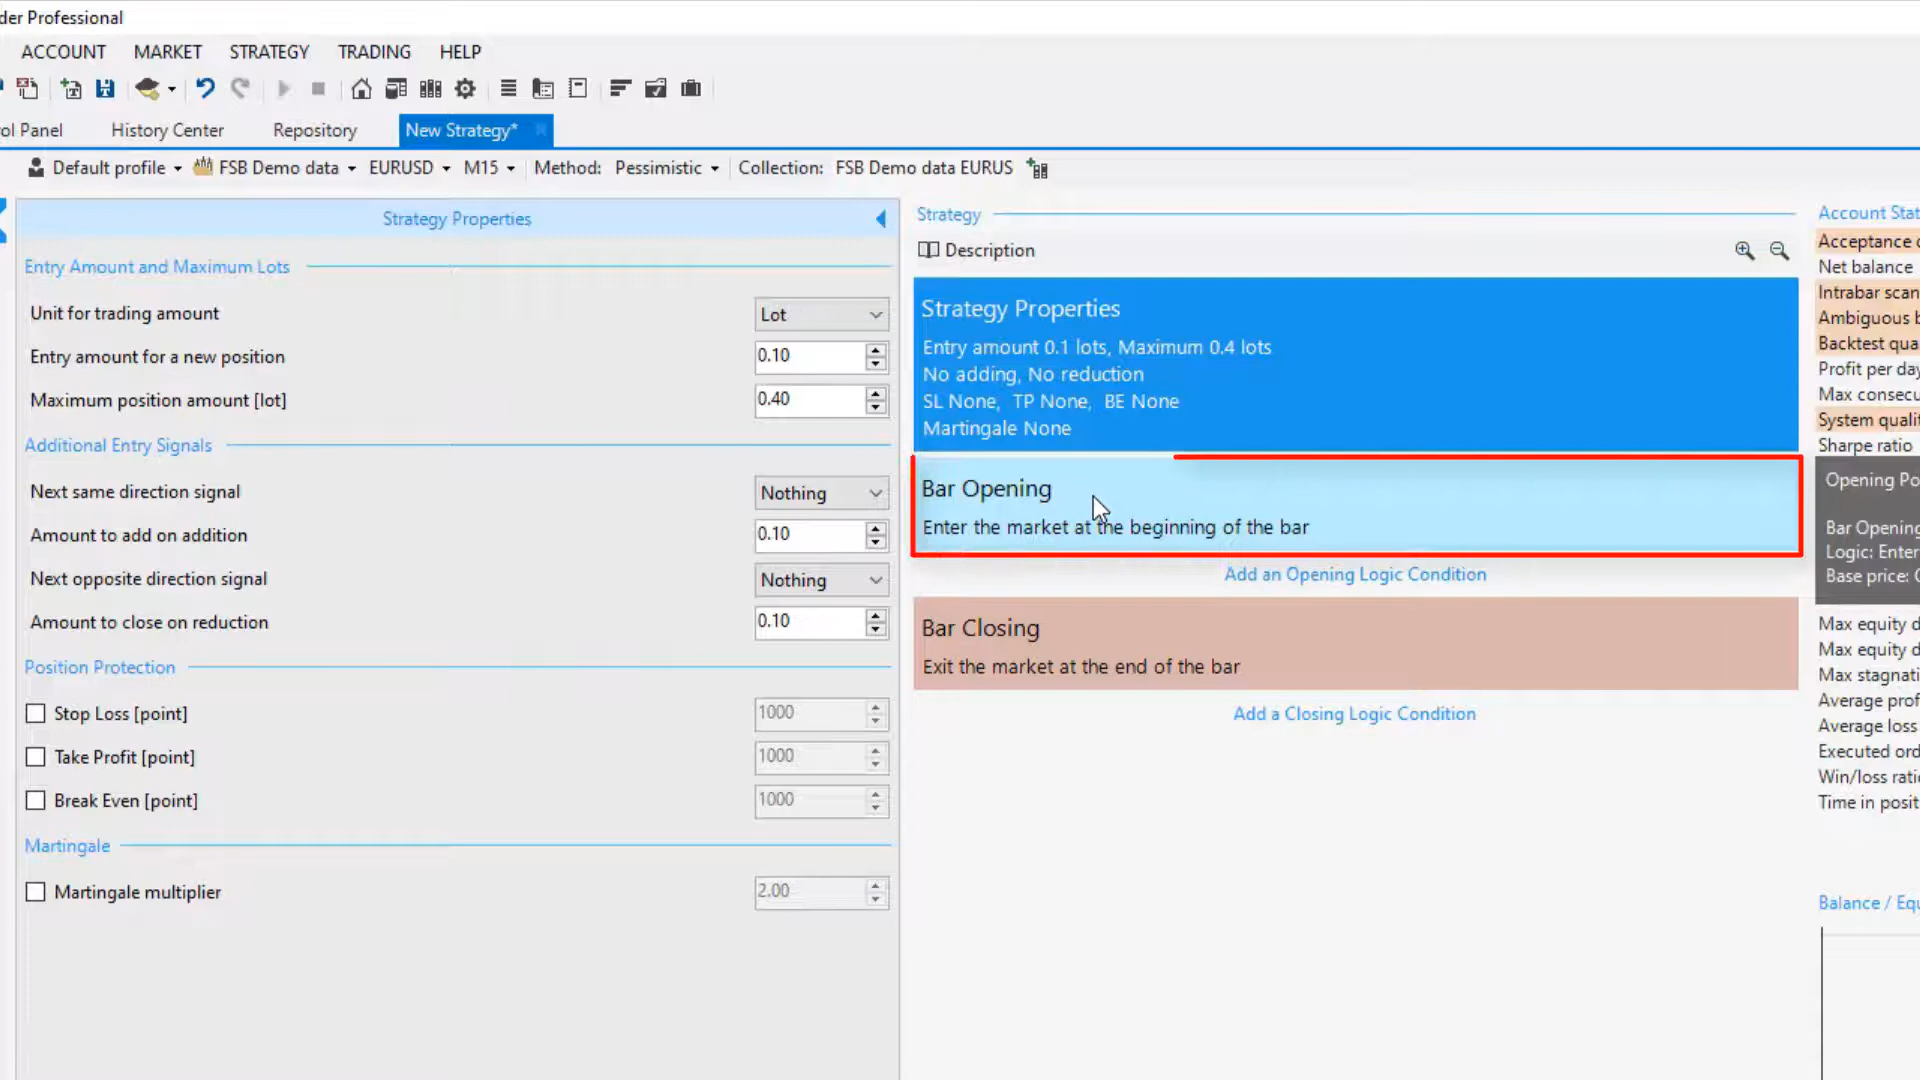 der Professional
ACCOUNT MARKET STRATEGY TRADING HELP
ol Panel History Center Repository New Strategy*
Default profile FSB Demo data EURUSD M15 Method: Pessimistic Collection: FSB Demo data EURUS
Strategy Properties
Entry Amount and Maximum Lots
Unit for trading amount Lot
Entry amount for a new position 0.10
Maximum position amount [lot] 0.40
Additional Entry Signals
Next same direction signal Nothing
Amount to add on addition 0.10
Next opposite direction signal Nothing
Amount to close on reduction 0.10
Position Protection
Stop Loss [point] 1000
Take Profit [point] 1000
Break Even [point] 1000
Martingale
Martingale multiplier 2.00
Strategy
Description
Strategy Properties
Entry amount 0.1 lots, Maximum 0.4 lots
No adding, No reduction
SL None, TP None, BE None
Martingale None
Bar Opening
Enter the market at the beginning of the bar
Add an Opening Logic Condition
Bar Closing
Exit the market at the end of the bar
Add a Closing Logic Condition
Account Stat
Acceptance c
Net balance
Intrabar scan
Ambiguous b
Backtest qua
Profit per day
Max consecu
System qualit
Sharpe ratio
Opening Po
Bar Opening
Logic: Enter
Base price:
Max equity d
Max equity d
Max stagnati
Average prof
Average loss
Executed ord
Win/loss ratio
Time in posit
Balance / Equ